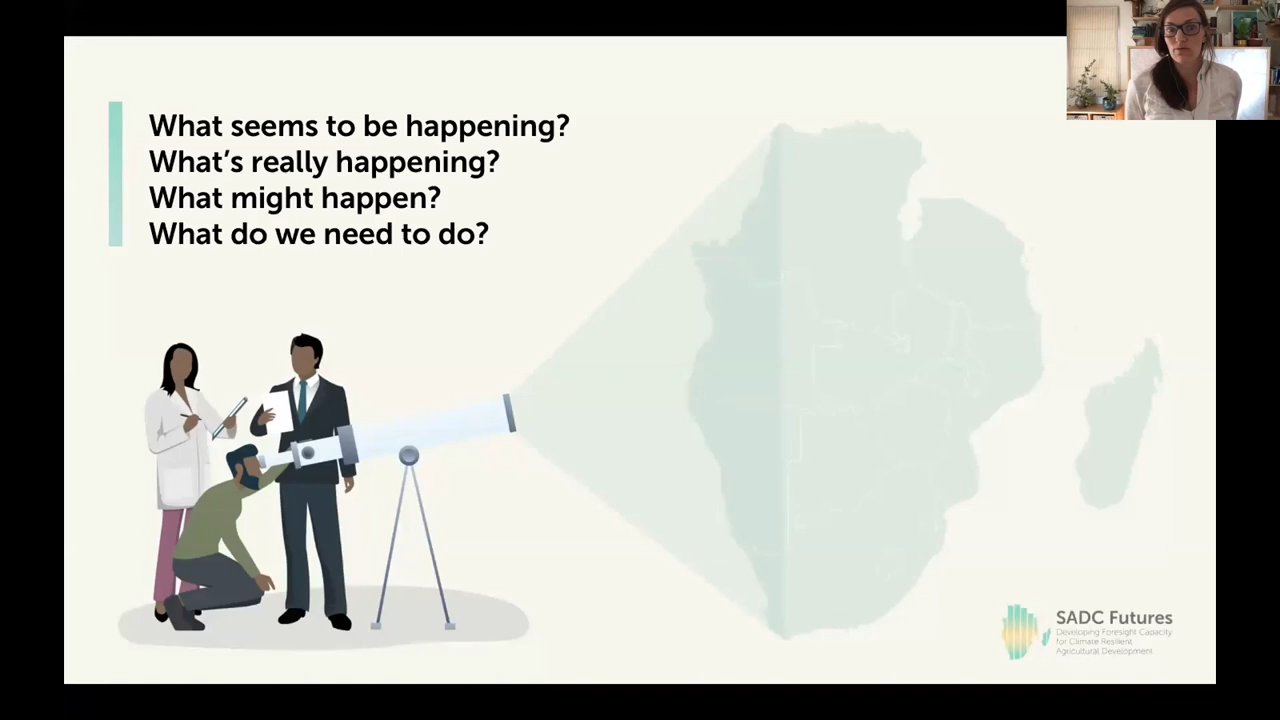 What seems to be happening?
What's really happening?
What might happen?
What do we need to do?
SADC Futures
Developing Foresight Capacity
for Climate Resilient
Agricultural Development